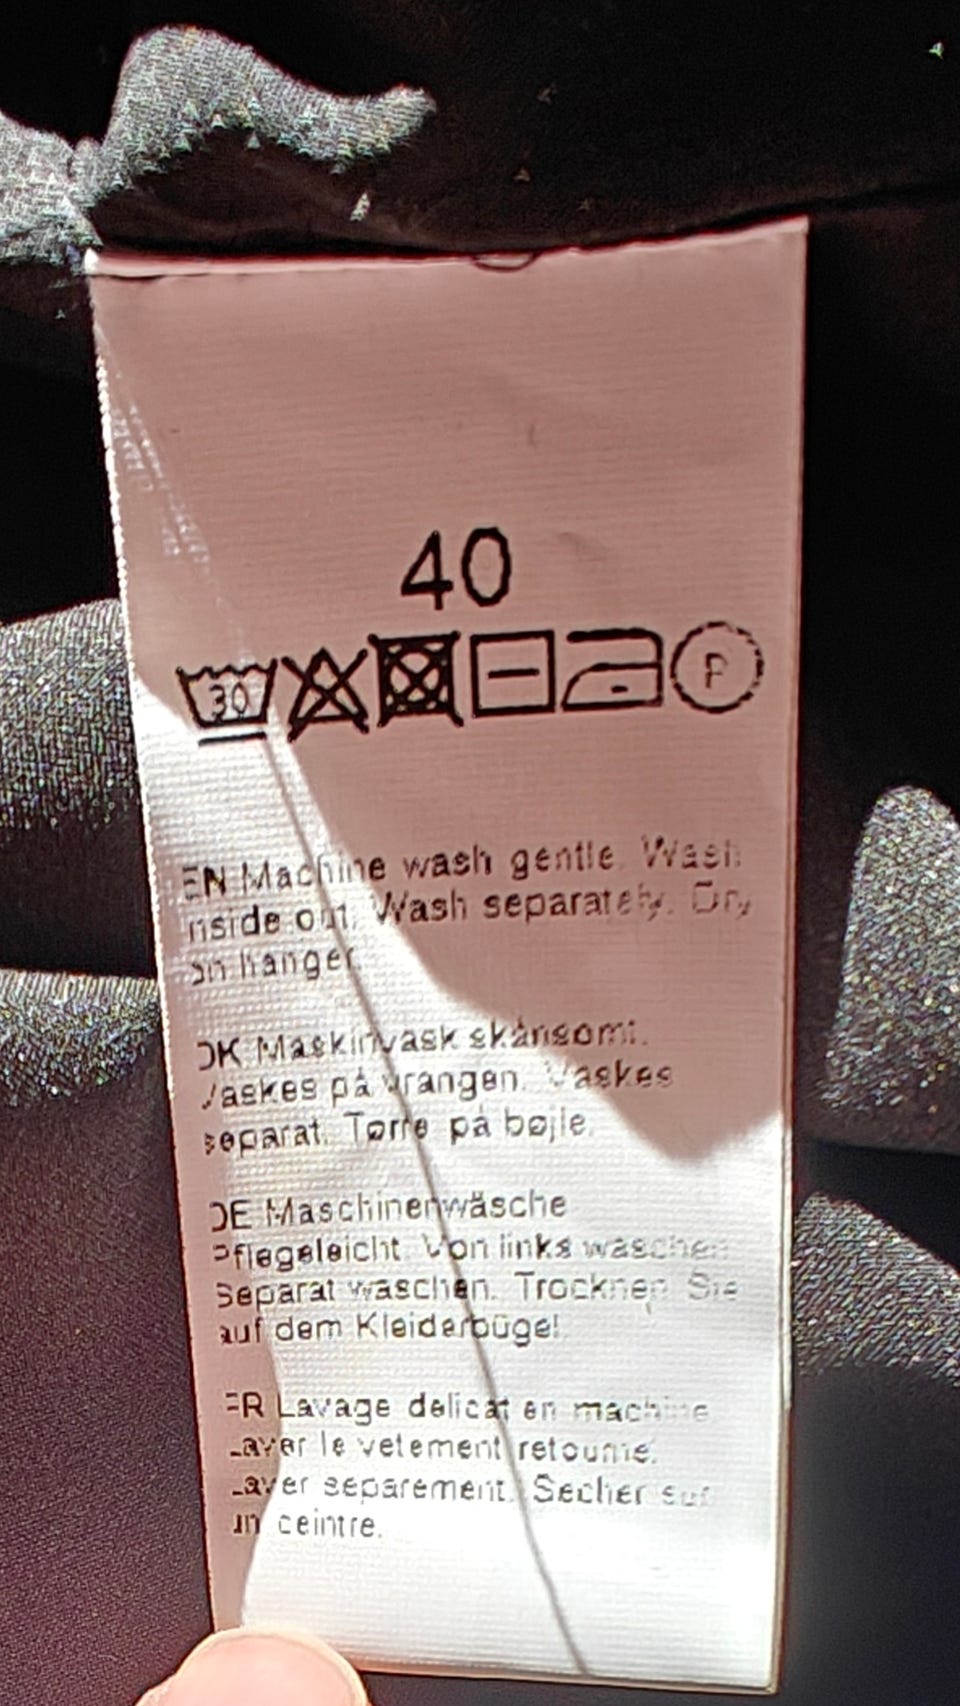 40
30 P
EN Machine wash gentle. Wash
inside out. Wash separately. Dry
on hanger.
DK Maskinvask skånsomt.
Vaskes på vrangen. Vaskes
separat. Tørre på bøjle.
DE Maschinenwäsche
Pflegeleicht. Von links waschen
Separat waschen. Trocknen Sie
auf dem Kleiderbügel
FR Lavage delicat en machine
Laver le vetement retourne.
Laver separement. Secher sur
un ceintre.